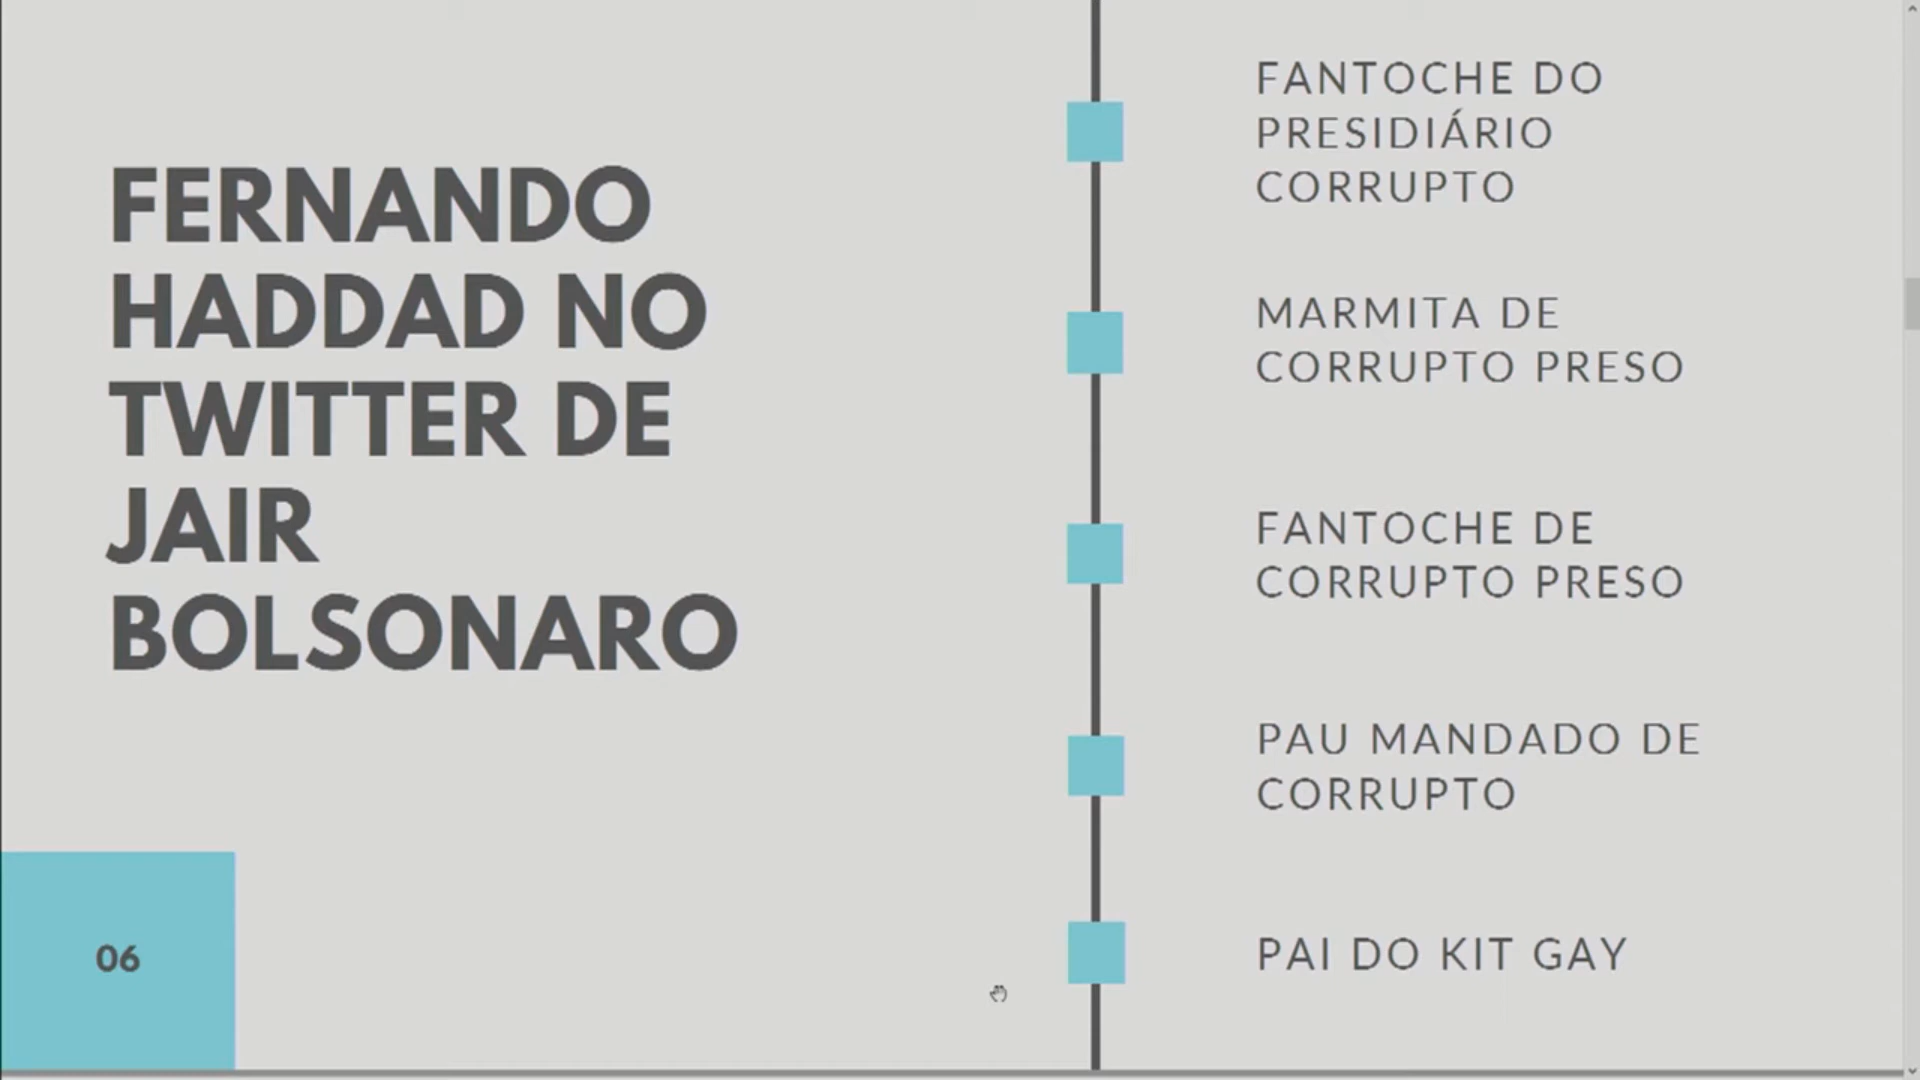 FERNANDO
HADDAD NO
TWITTER DE
JAIR
BOLSONARO
06
FANTOCHE DO
PRESIDIÁRIO
CORRUPTO
MARMITA DE
CORRUPTO PRESO
FANTOCHE DE
CORRUPTO PRESO
PAU MANDADO DE
CORRUPTO
PAI DO KIT GAY